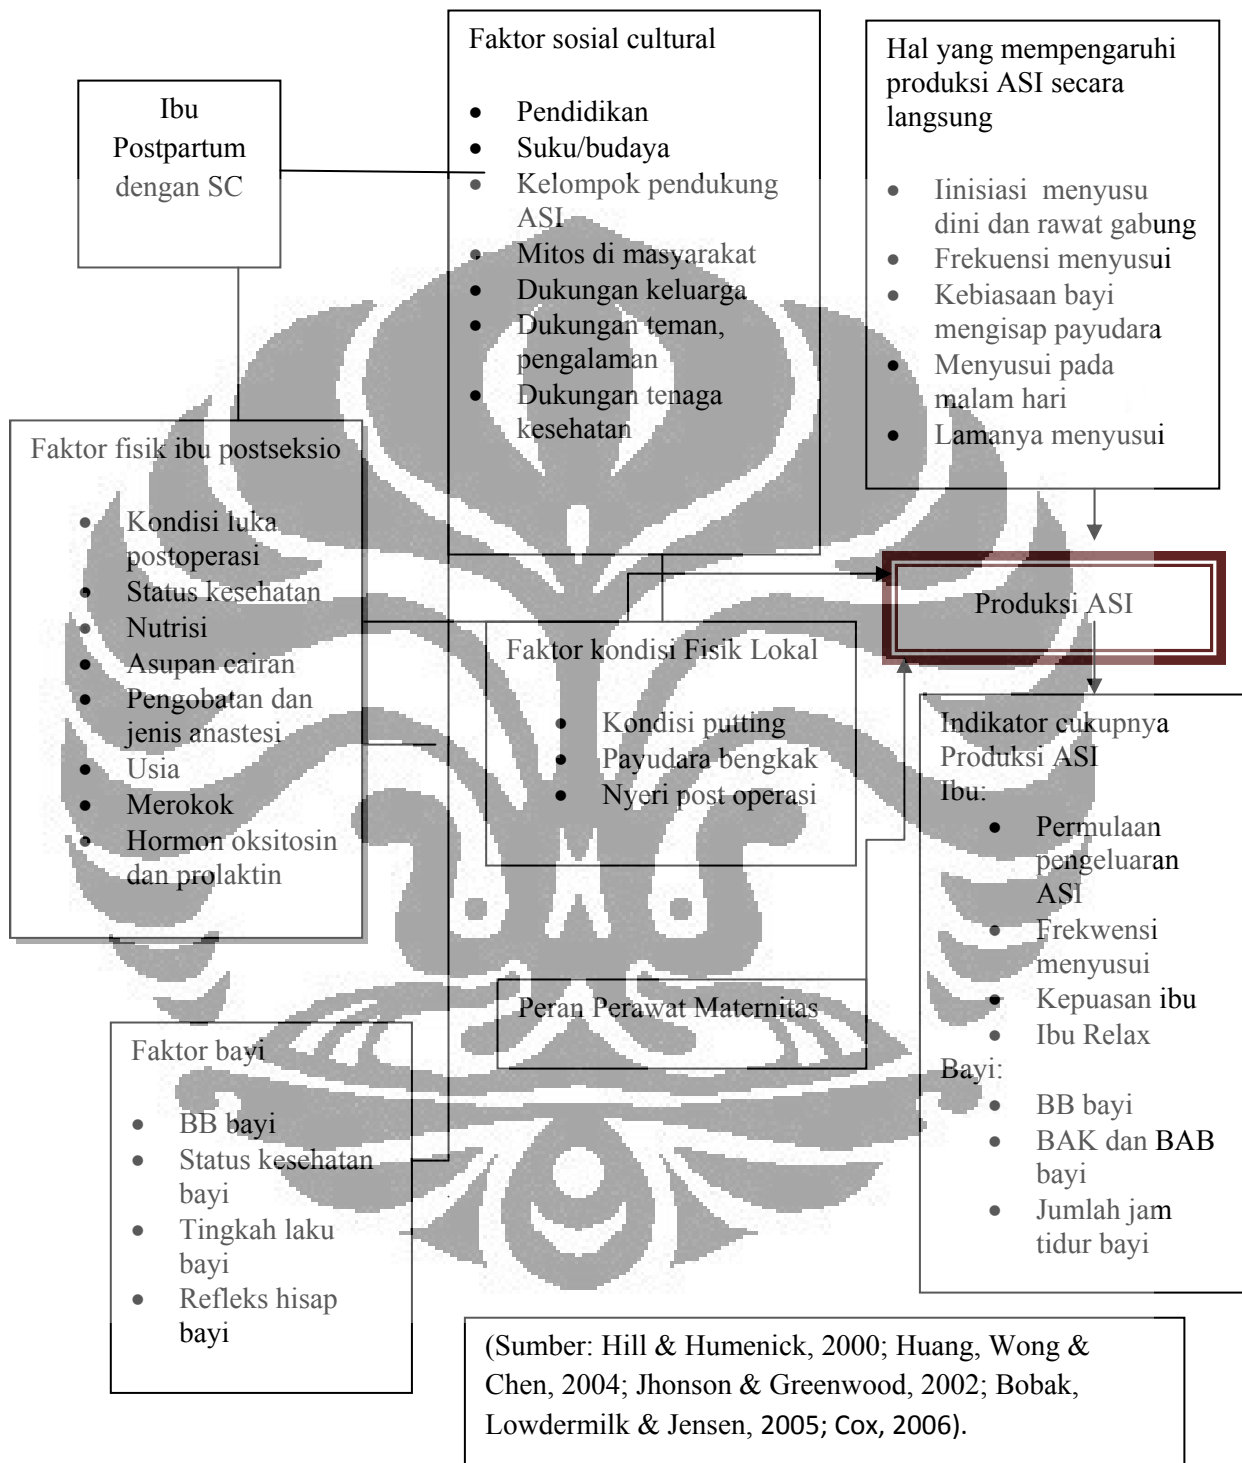 Ibu
Postpartum
dengan SC
Faktor sosial cultural
• Pendidikan
• Suku/budaya
• Kelompok pendukung
ASI
• Mitos di masyarakat
• Dukungan keluarga
• Dukungan teman,
pengalaman
• Dukungan tenaga
kesehatan
Hal yang mempengaruhi
produksi ASI secara
langsung
• Iinisiasi menyusu
dini dan rawat gabung
• Frekuensi menyusui
• Kebiasaan bayi
mengisap payudara
• Menyusui pada
malam hari
• Lamanya menyusui
Faktor fisik ibu postseksio
• Kondisi luka
postoperasi
• Status kesehatan
• Nutrisi
• Asupan cairan
• Pengobatan dan
jenis anastesi
• Usia
• Merokok
• Hormon oksitosin
dan prolaktin
Faktor kondisi Fisik Lokal
• Kondisi putting
• Payudara bengkak
• Nyeri post operasi
Produksi ASI
Indikator cukupnya
Produksi ASI
Ibu:
• Permulaan
pengeluaran
ASI
• Frekwensi
menyusui
• Kepuasan ibu
• Ibu Relax
Bayi:
• BB bayi
• BAK dan BAB
bayi
• Jumlah jam
tidur bayi
Peran Perawat Maternitas
Faktor bayi
• BB bayi
• Status kesehatan
bayi
• Tingkah laku
bayi
• Refleks hisap
bayi
(Sumber: Hill & Humenick, 2000; Huang, Wong &
Chen, 2004; Jhonson & Greenwood, 2002; Bobak,
Lowdermilk & Jensen, 2005; Cox, 2006).